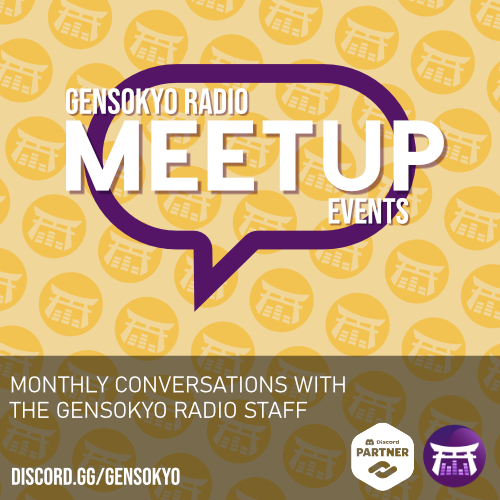 GENSOKYO RADIO
MEETUP
EVENTS
MONTHLY CONVERSATIONS WITH
THE GENSOKYO RADIO STAFF
Discord
PARTNER
DISCORD.GG/GENSOKYO